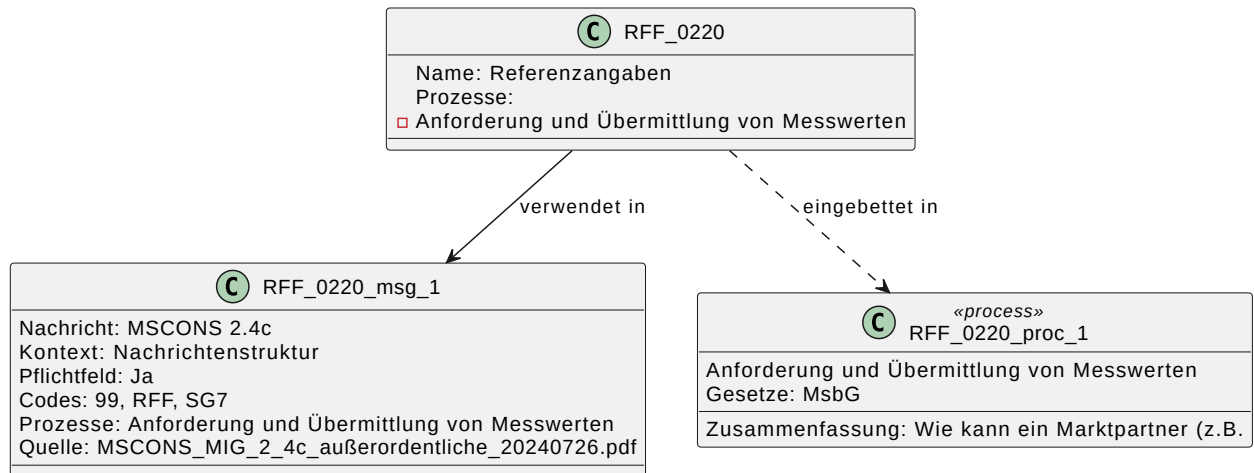 C RFF_0220
Name: Referenzangaben
Prozesse:
Anforderung und Übermittlung von Messwerten
verwendet in
eingebettet in
C RFF_0220_msg_1
Nachricht: MSCONS 2.4c
Kontext: Nachrichtenstruktur
Pflichtfeld: Ja
Codes: 99, RFF, SG7
Prozesse: Anforderung und Übermittlung von Messwerten
Quelle: MSCONS_MIG_2_4c_außerordentliche_20240726.pdf
C «process»
RFF_0220_proc_1
Anforderung und Übermittlung von Messwerten
Gesetze: MsbG
Zusammenfassung: Wie kann ein Marktpartner (z.B.